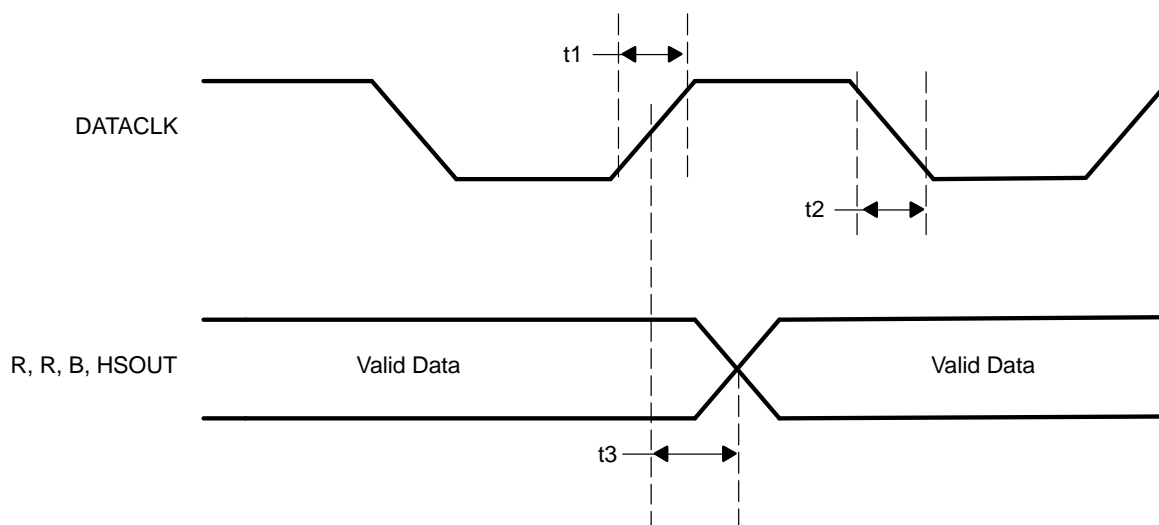 t1
DATACLK
t2
R, R, B, HSOUT
Valid Data
Valid Data
t3